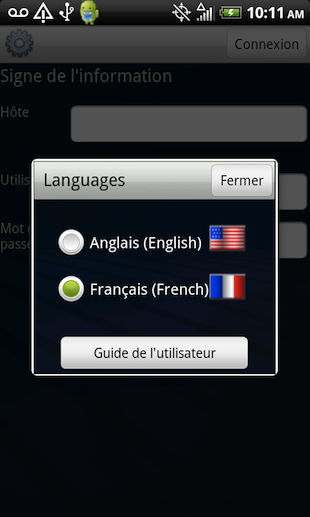 10:11 AM
Connexion
Signe de l'information
Hôte
Utilis
Languages
Fermer
Mot
passe
Anglais (English)
Français (French)
Guide de l'utilisateur